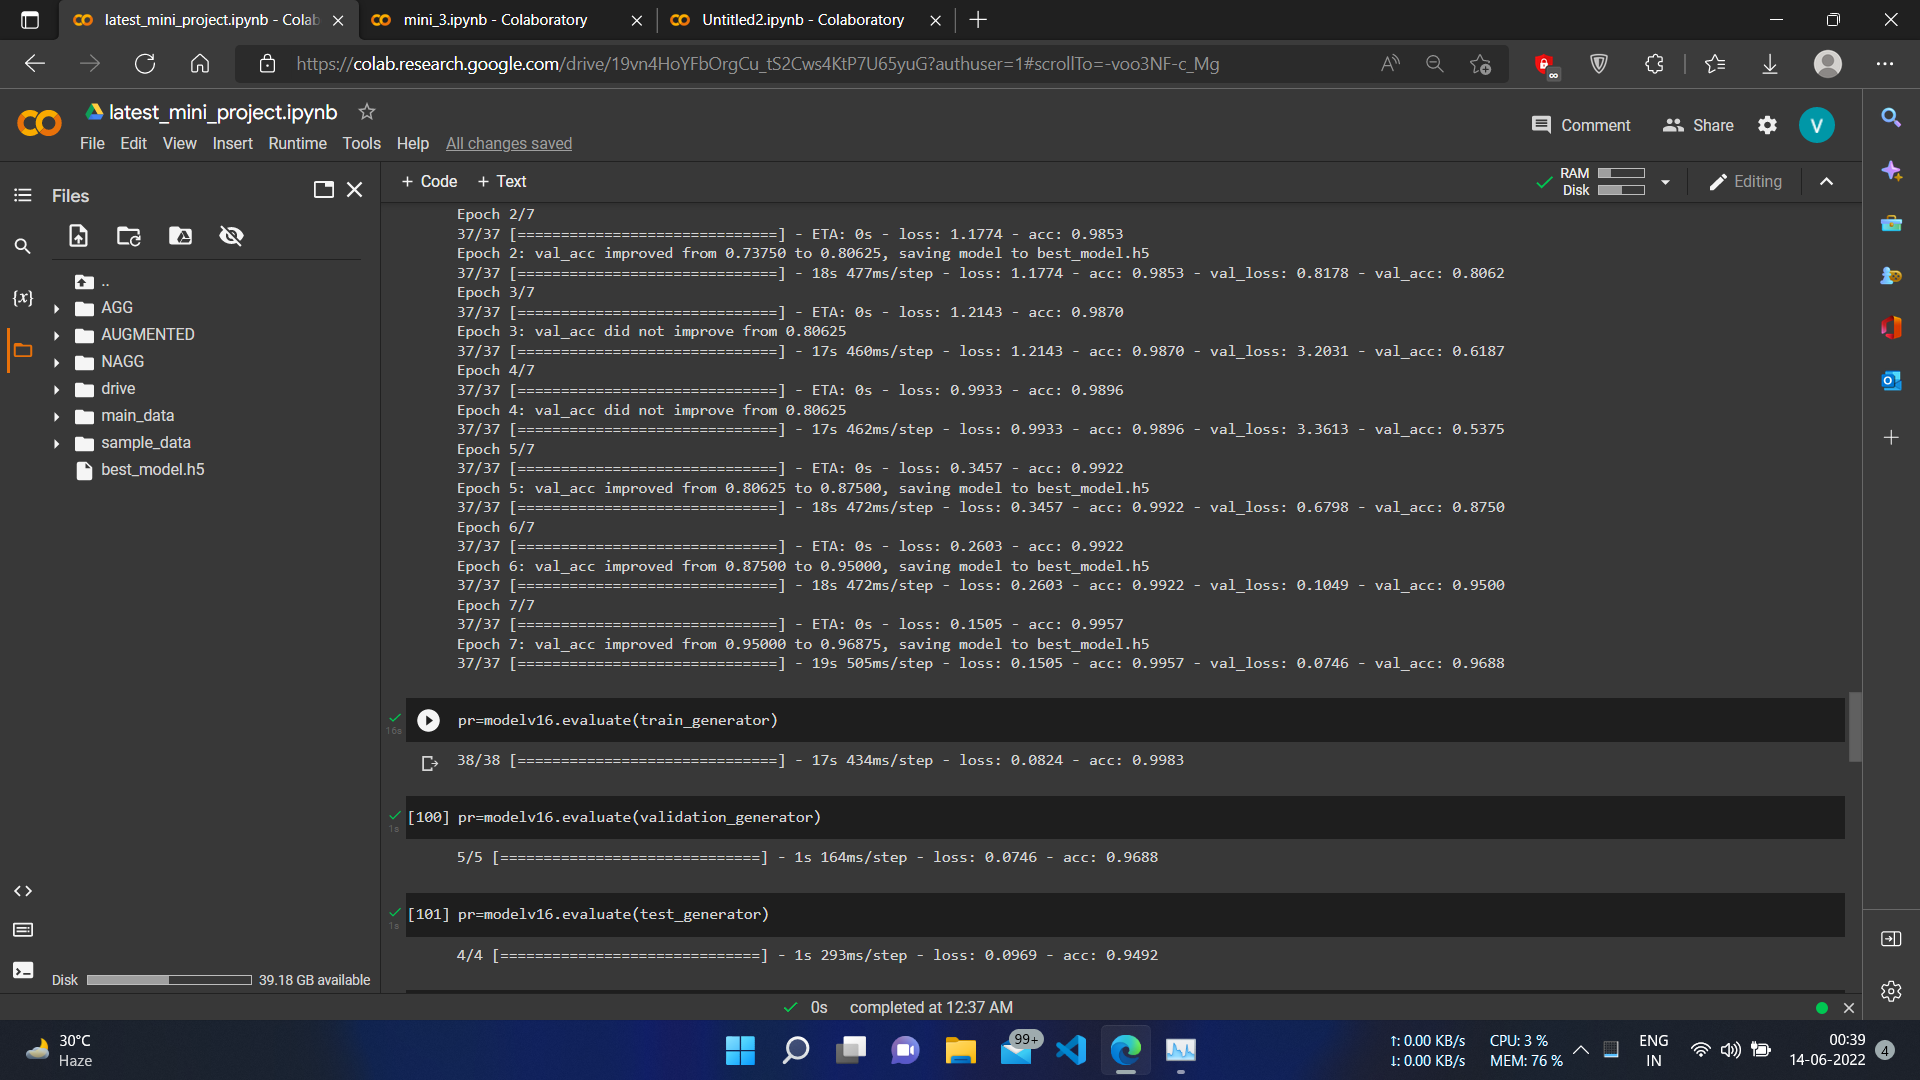 latest_mini_project.ipynb - Colab
mini_3.ipynb - Colaboratory
Untitled2.ipynb - Colaboratory
https://colab.research.google.com/drive/19vn4HoYFbOrgCu_tS2Cws4KtP7U65yuG?authuser=1#scrollTo=-voo3NF-c_Mg
latest_mini_project.ipynb
File Edit View Insert Runtime Tools Help All changes saved
Comment Share V
Files
+ Code + Text
RAM
Disk
Editing
..
AGG
AUGMENTED
NAGG
drive
main_data
sample_data
best_model.h5
{x}
Disk 39.18 GB available
Epoch 2/7
37/37 [==============================] - ETA: 0s - loss: 1.1774 - acc: 0.9853
Epoch 2: val_acc improved from 0.73750 to 0.80625, saving model to best_model.h5
37/37 [==============================] - 18s 477ms/step - loss: 1.1774 - acc: 0.9853 - val_loss: 0.8178 - val_acc: 0.8062
Epoch 3/7
37/37 [==============================] - ETA: 0s - loss: 1.2143 - acc: 0.9870
Epoch 3: val_acc did not improve from 0.80625
37/37 [==============================] - 17s 460ms/step - loss: 1.2143 - acc: 0.9870 - val_loss: 3.2031 - val_acc: 0.6187
Epoch 4/7
37/37 [==============================] - ETA: 0s - loss: 0.9933 - acc: 0.9896
Epoch 4: val_acc did not improve from 0.80625
37/37 [==============================] - 17s 462ms/step - loss: 0.9933 - acc: 0.9896 - val_loss: 3.3613 - val_acc: 0.5375
Epoch 5/7
37/37 [==============================] - ETA: 0s - loss: 0.3457 - acc: 0.9922
Epoch 5: val_acc improved from 0.80625 to 0.87500, saving model to best_model.h5
37/37 [==============================] - 18s 472ms/step - loss: 0.3457 - acc: 0.9922 - val_loss: 0.6798 - val_acc: 0.8750
Epoch 6/7
37/37 [==============================] - ETA: 0s - loss: 0.2603 - acc: 0.9922
Epoch 6: val_acc improved from 0.87500 to 0.95000, saving model to best_model.h5
37/37 [==============================] - 18s 472ms/step - loss: 0.2603 - acc: 0.9922 - val_loss: 0.1049 - val_acc: 0.9500
Epoch 7/7
37/37 [==============================] - ETA: 0s - loss: 0.1505 - acc: 0.9957
Epoch 7: val_acc improved from 0.95000 to 0.96875, saving model to best_model.h5
37/37 [==============================] - 19s 505ms/step - loss: 0.1505 - acc: 0.9957 - val_loss: 0.0746 - val_acc: 0.9688
16s
pr=modelv16.evaluate(train_generator)
38/38 [==============================] - 17s 434ms/step - loss: 0.0824 - acc: 0.9983
1s
[100] pr=modelv16.evaluate(validation_generator)
5/5 [==============================] - 1s 164ms/step - loss: 0.0746 - acc: 0.9688
1s
[101] pr=modelv16.evaluate(test_generator)
4/4 [==============================] - 1s 293ms/step - loss: 0.0969 - acc: 0.9492
0s completed at 12:37 AM
30°C
Haze
99+
↑: 0.00 KB/s
↓: 0.00 KB/s
CPU: 3 %
MEM: 76 %
ENG
IN
00:39
14-06-2022
4